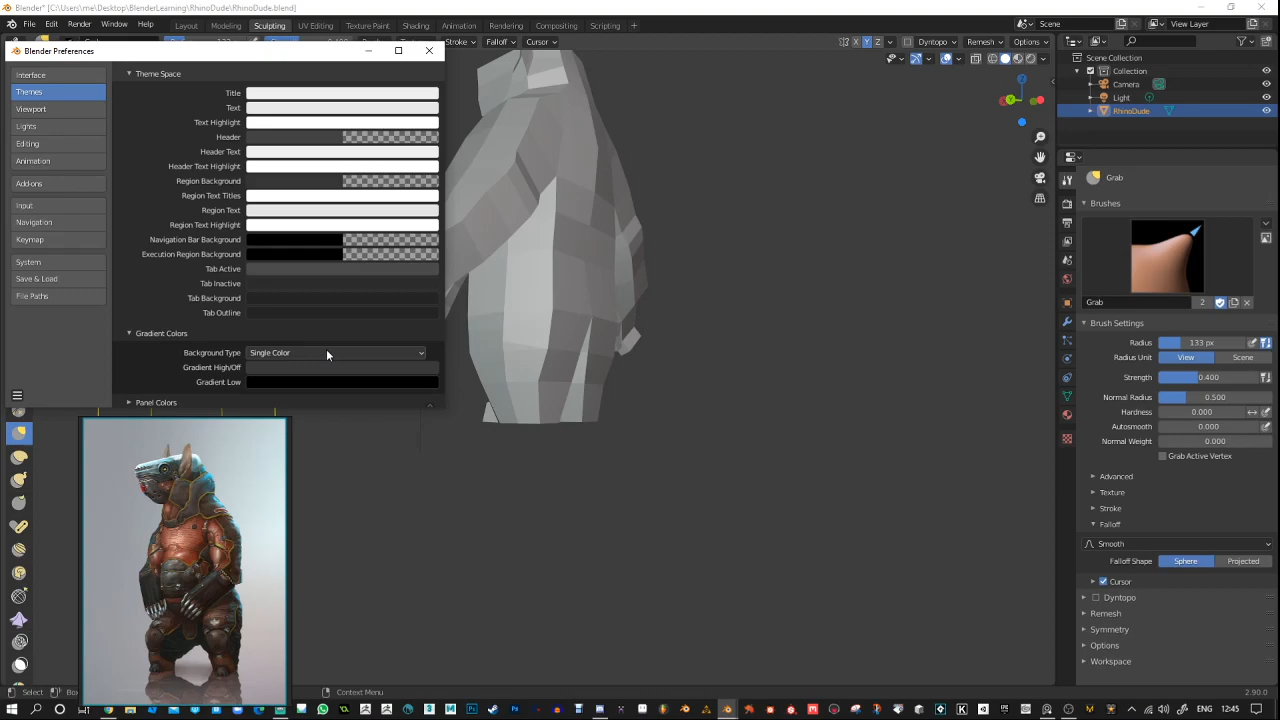 Blender* [C:\Users\me\Desktop\BlenderLearning\RhinoDude\RhinoDude.blend]
File Edit Render Window Help Layout Modeling Sculpting UV Editing Texture Paint Shading Animation Rendering Compositing Scripting + Scene View Layer
Stroke Falloff Cursor X Y Z Dyntopo Remesh Options
Blender Preferences
Interface
Themes
Viewport
Lights
Editing
Animation
Add-ons
Input
Navigation
Keymap
System
Save & Load
File Paths
Theme Space
Title
Text
Text Highlight
Header
Header Text
Header Text Highlight
Region Background
Region Text Titles
Region Text
Region Text Highlight
Navigation Bar Background
Execution Region Background
Tab Active
Tab Inactive
Tab Background
Tab Outline
Gradient Colors
Background Type Single Color
Gradient High/Off
Gradient Low
Panel Colors
Scene Collection
Collection
Camera
Light
RhinoDude
Grab
Brushes
Grab 2
Brush Settings
Radius 133 px
Radius Unit View Scene
Strength 0.400
Normal Radius 0.500
Hardness 0.000
Autosmooth 0.000
Normal Weight 0.000
Grab Active Vertex
Advanced
Texture
Stroke
Falloff
Smooth
Falloff Shape Sphere Projected
Cursor
Dyntopo
Remesh
Symmetry
Options
Workspace
Select Box Context Menu 2.90.0
ENG 12:45